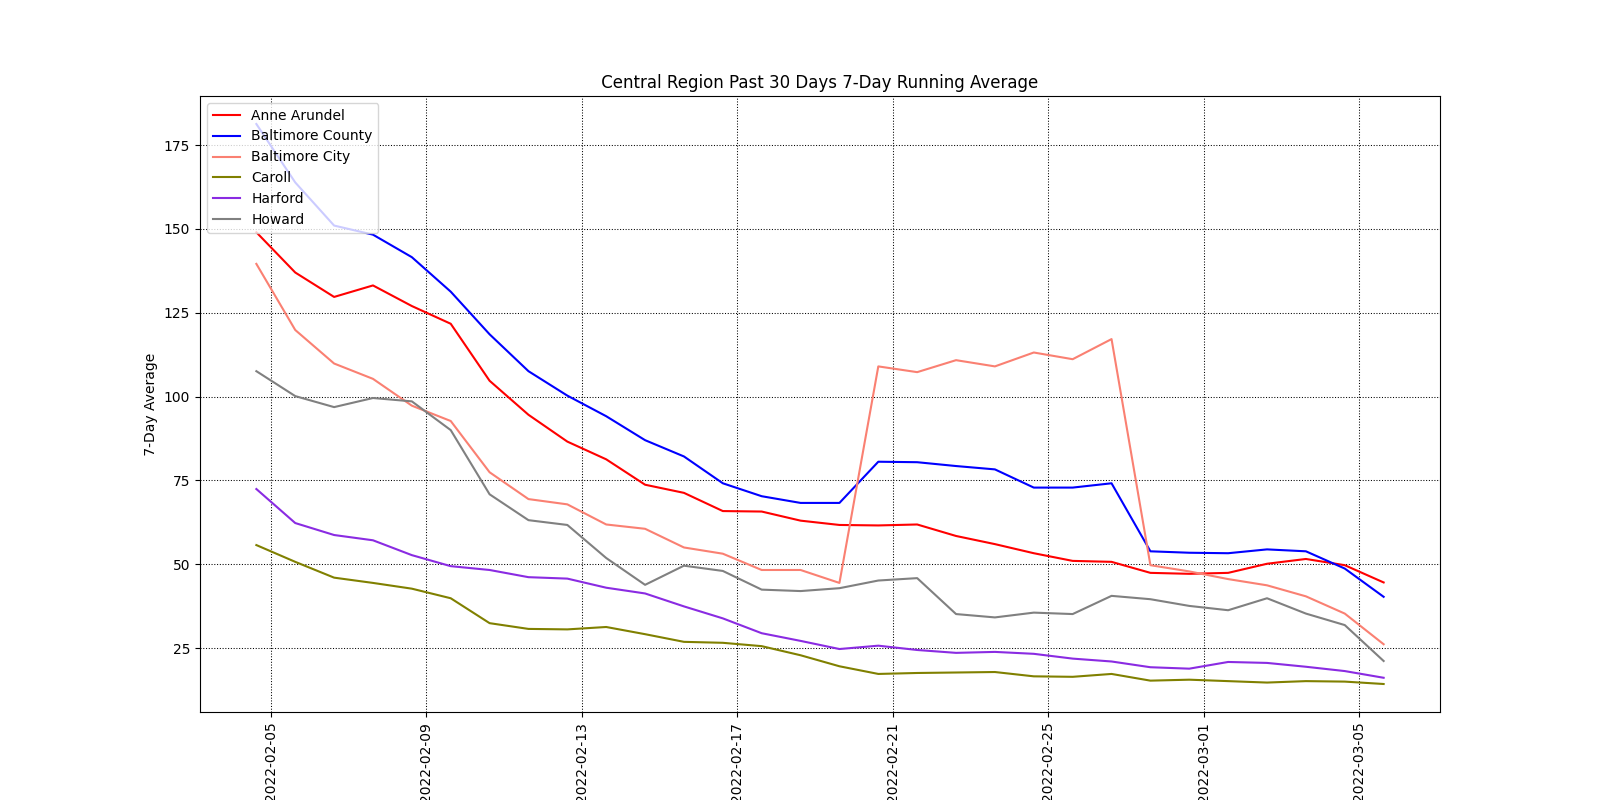 Central Region Past 30 Days 7-Day Running Average
Anne Arundel
Baltimore County
Baltimore City
Caroll
Harford
Howard
7-Day Average
175
150
125
100
75
50
25
2022-02-05
2022-02-09
2022-02-13
2022-02-17
2022-02-21
2022-02-25
2022-03-01
2022-03-05